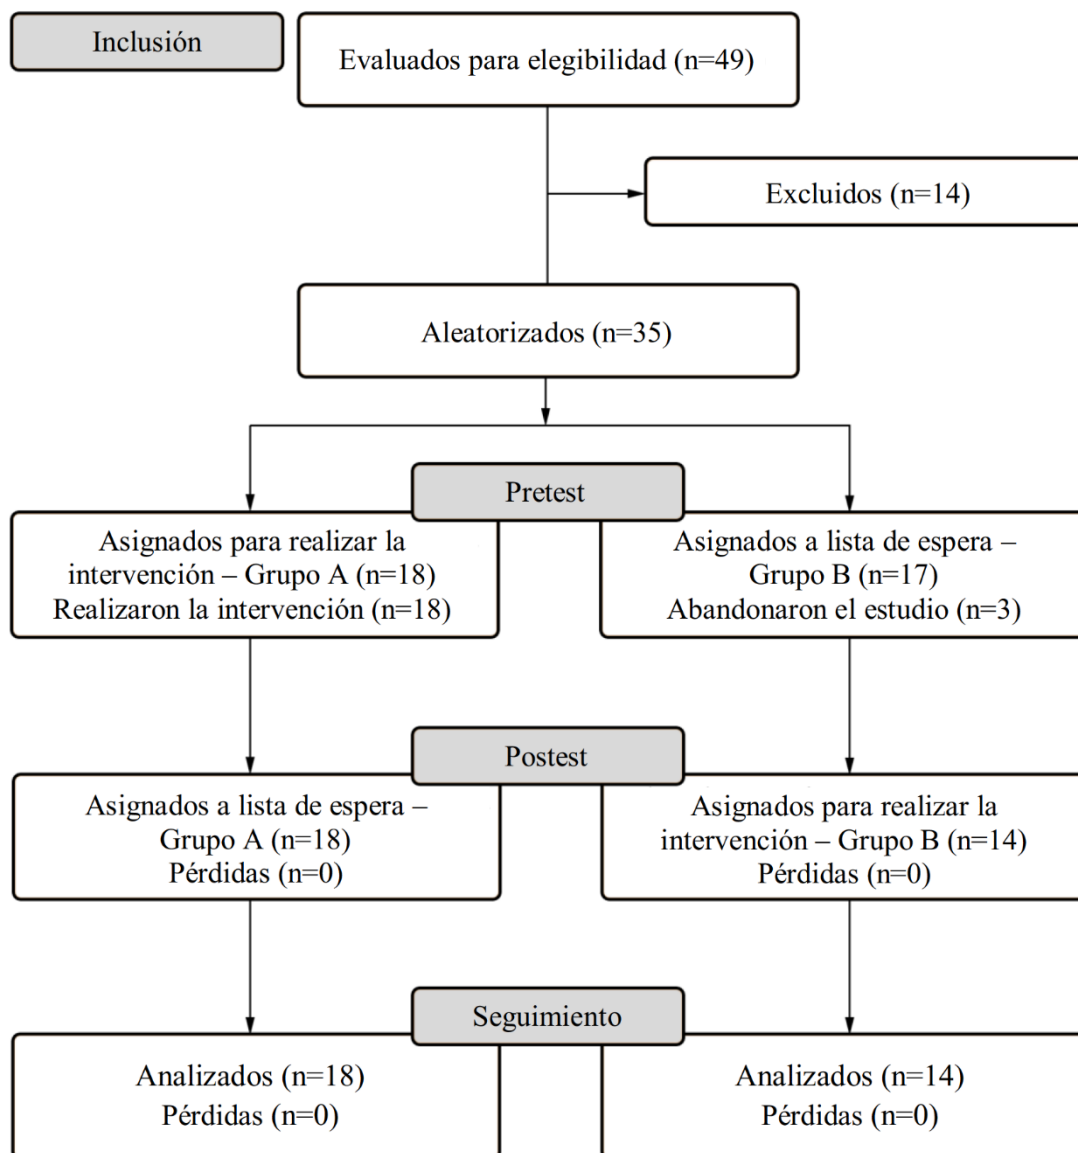 Inclusión
Evaluados para elegibilidad (n=49)
Excluidos (n=14)
Aleatorizados (n=35)
Pretest
Asignados para realizar la
intervención – Grupo A (n=18)
Realizaron la intervención (n=18)
Asignados a lista de espera –
Grupo B (n=17)
Abandonaron el estudio (n=3)
Postest
Asignados a lista de espera –
Grupo A (n=18)
Pérdidas (n=0)
Asignados para realizar la
intervención – Grupo B (n=14)
Pérdidas (n=0)
Seguimiento
Analizados (n=18)
Pérdidas (n=0)
Analizados (n=14)
Pérdidas (n=0)